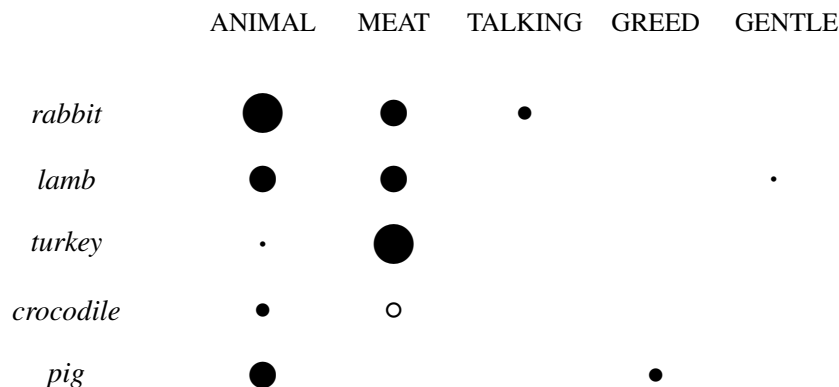 ANIMAL MEAT TALKING GREED GENTLE
rabbit
lamb
turkey
crocodile
pig